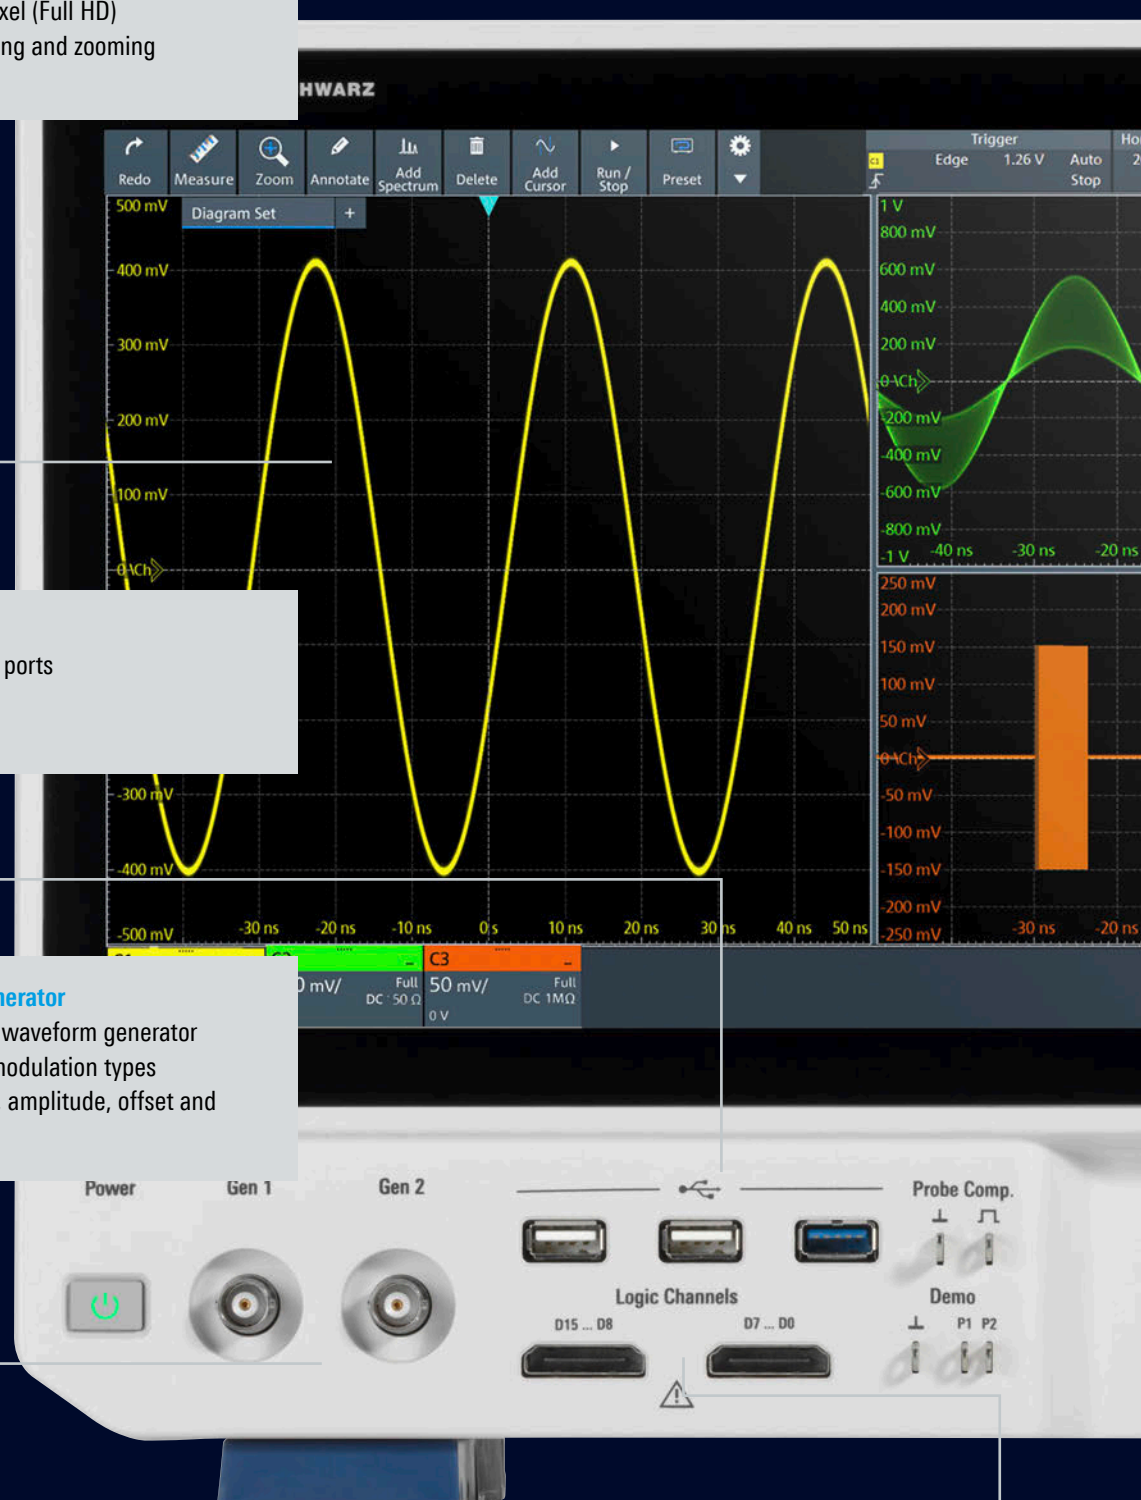 xel (Full HD)
ng and zooming
HWARZ
Redo
Measure
Zoom
Annotate
Add
Spectrum
Delete
Add
Cursor
Run /
Stop
Preset
Trigger
Ho
C1
Edge
1.26 V
Auto
2
Stop
Diagram Set
+
500 mV
400 mV
300 mV
200 mV
100 mV
-300 mV
-400 mV
-500 mV
-30 ns
-20 ns
-10 ns
0 s
10 ns
20 ns
30 ns
40 ns
50 ns
1 V
800 mV
600 mV
400 mV
200 mV
-200 mV
-400 mV
-600 mV
-800 mV
-1 V
-40 ns
-30 ns
-20 ns
250 mV
200 mV
150 mV
100 mV
50 mV
-50 mV
-100 mV
-150 mV
-200 mV
-250 mV
-30 ns
-20 ns
ports
C3
mV/
Full
DC 50 Ω
50 mV/
Full
DC 1MΩ
0 V
nerator
waveform generator
nodulation types
, amplitude, offset and
Power
Gen 1
Gen 2
Probe Comp.
Logic Channels
D15 ... D8
D7 ... D0
Demo
P1 P2